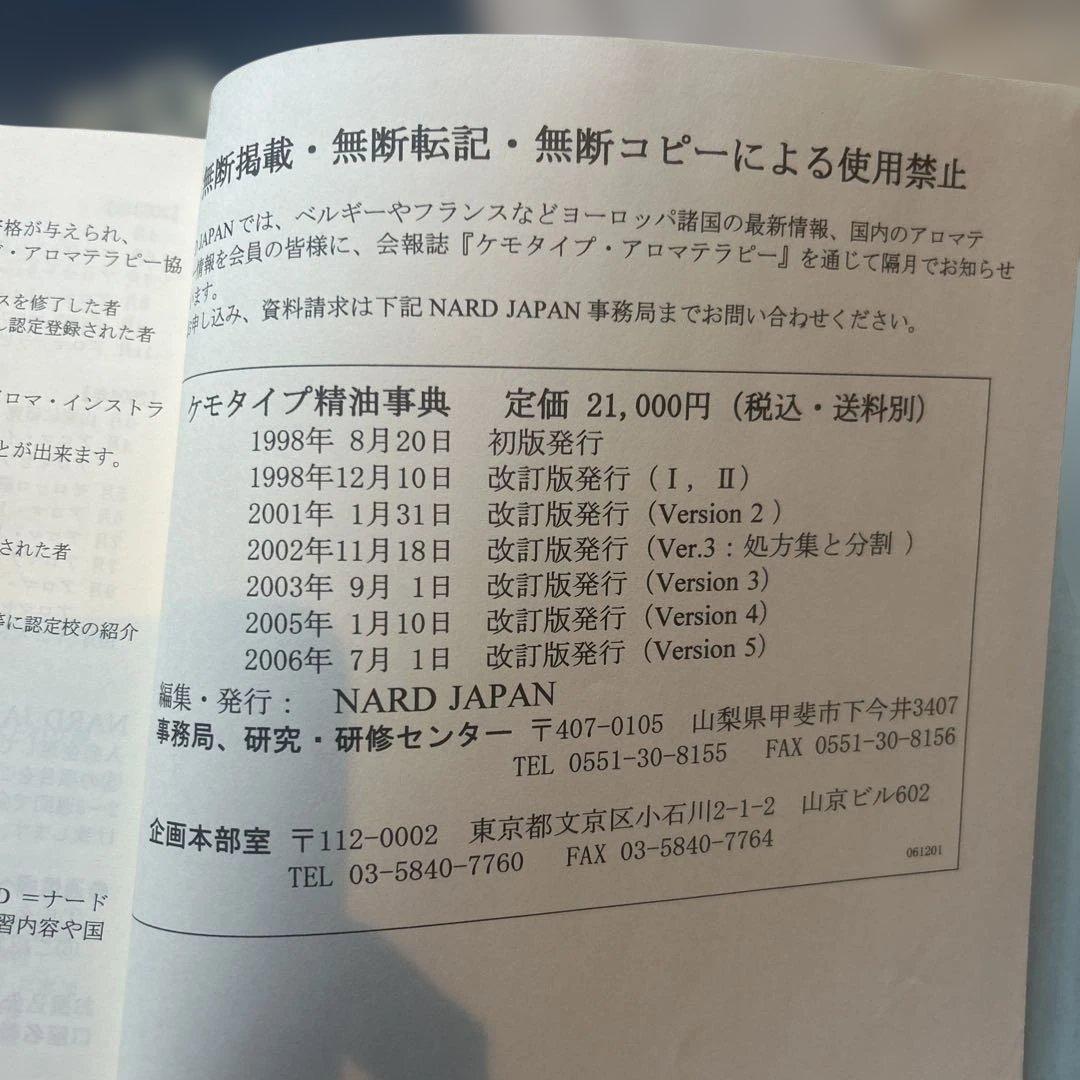 格が与えられ、
・アロマテラピー協
スを修了した者
し認定登録された者
ロマ・インストラ
とが出来ます。
された者
に認定校の紹介
D ＝ナード
習内容や国
無断掲載・無断転記・無断コピーによる使用禁止
JAPANでは、ベルギーやフランスなどヨーロッパ諸国の最新情報、国内のアロマテ
情報を会員の皆様に、会報誌『ケモタイプ・アロマテラピー』を通じて隔月でお知らせ
ます。
申し込み、資料請求は下記 NARD JAPAN 事務局までお問い合わせください。
ケモタイプ精油事典 定価 21,000円（税込・送料別）
1998年 8月20日 初版発行
1998年12月10日 改訂版発行（Ⅰ, Ⅱ）
2001年 1月31日 改訂版発行（Version 2 ）
2002年11月18日 改訂版発行（Ver.3：処方集と分割 ）
2003年 9月 1日 改訂版発行（Version 3）
2005年 1月10日 改訂版発行（Version 4）
2006年 7月 1日 改訂版発行（Version 5）
編集・発行： NARD JAPAN
事務局、研究・研修センター 〒407-0105 山梨県甲斐市下今井3407
TEL 0551-30-8155 FAX 0551-30-8156
企画本部室 〒112-0002 東京都文京区小石川2-1-2 山京ビル602
TEL 03-5840-7760 FAX 03-5840-7764
061201